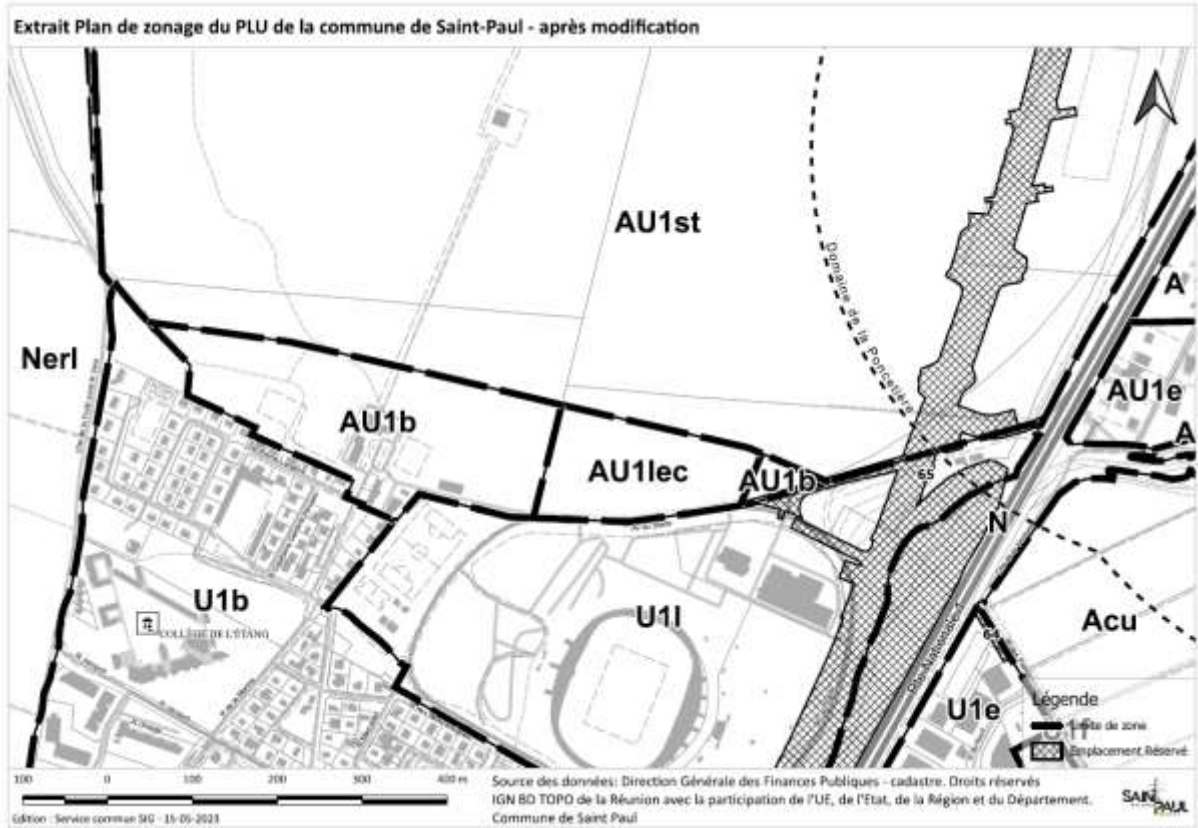 Extrait Plan de zonage du PLU de la commune de Saint-Paul - après modification
AU1st
Domaine de la Poncetière
A
Nerl
AU1e
AU1b
A
AU1lec
AU1b
65
N
U1b
COLLÈGE DE L'ÉTANG
U1l
Acu
64
Légende
U1e
Limite de zone
Emplacement Réservé
100 0 100 200 300 400 m
Source des données: Direction Générale des Finances Publiques - cadastre. Droits réservés
IGN BD TOPO de la Réunion avec la participation de l'UE, de l'Etat, de la Région et du Département.
Commune de Saint Paul
SAINT PAUL
Edition : Service commun SIG - 15-05-2023